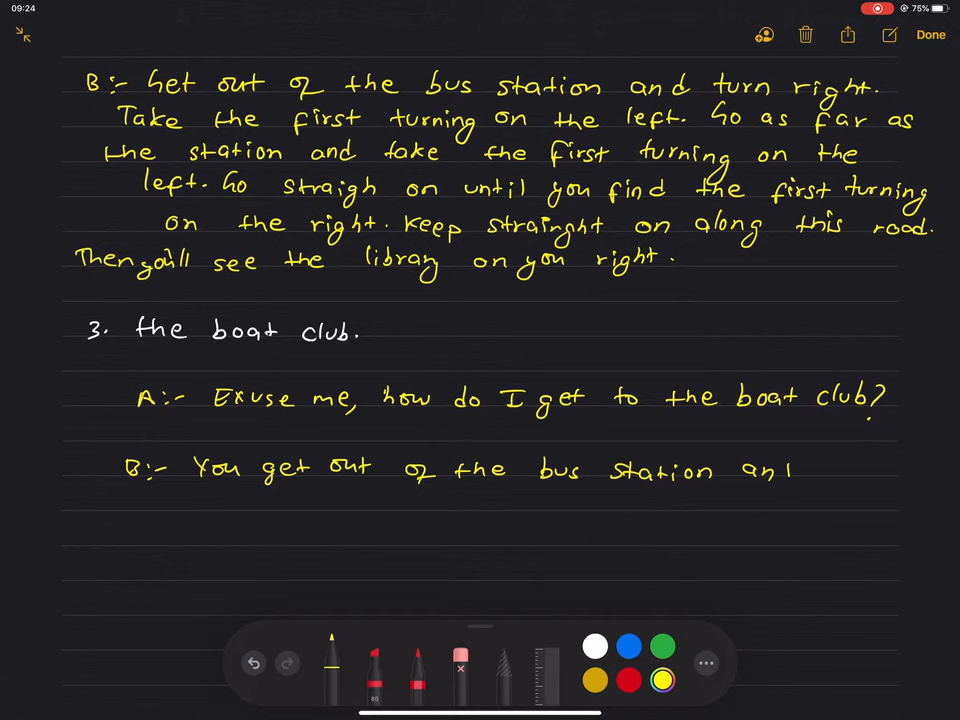 09:24
75%
Done
B:- Get out of the bus station and turn right.
Take the first turning on the left. Go as far as
the station and take the first turning on the
left. Go straigh on until you find the first turning
on the right. Keep strainght on along this road.
Then you'll see the library on you right.
3. the boat club.
A:- Exuse me, how do I get to the boat club?
B:- You get out of the bus station an
80